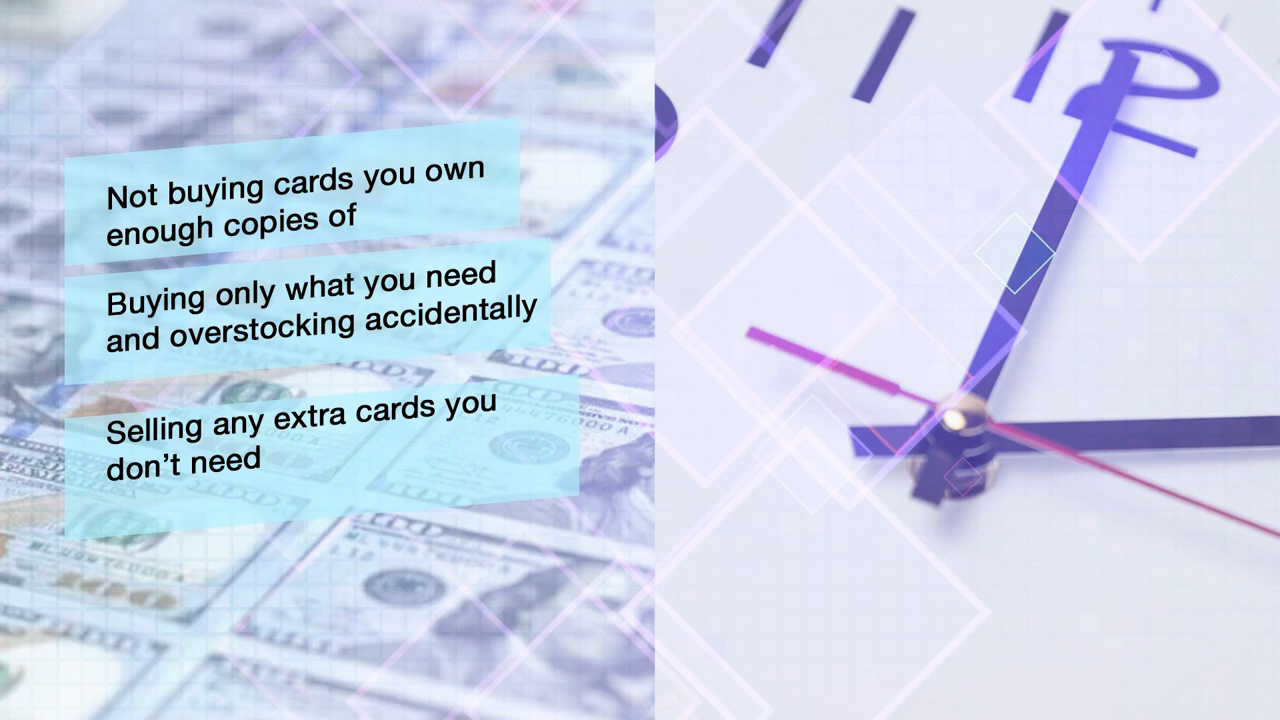 Not buying cards you own
enough copies of
Buying only what you need
and overstocking accidentally
Selling any extra cards you
don't need